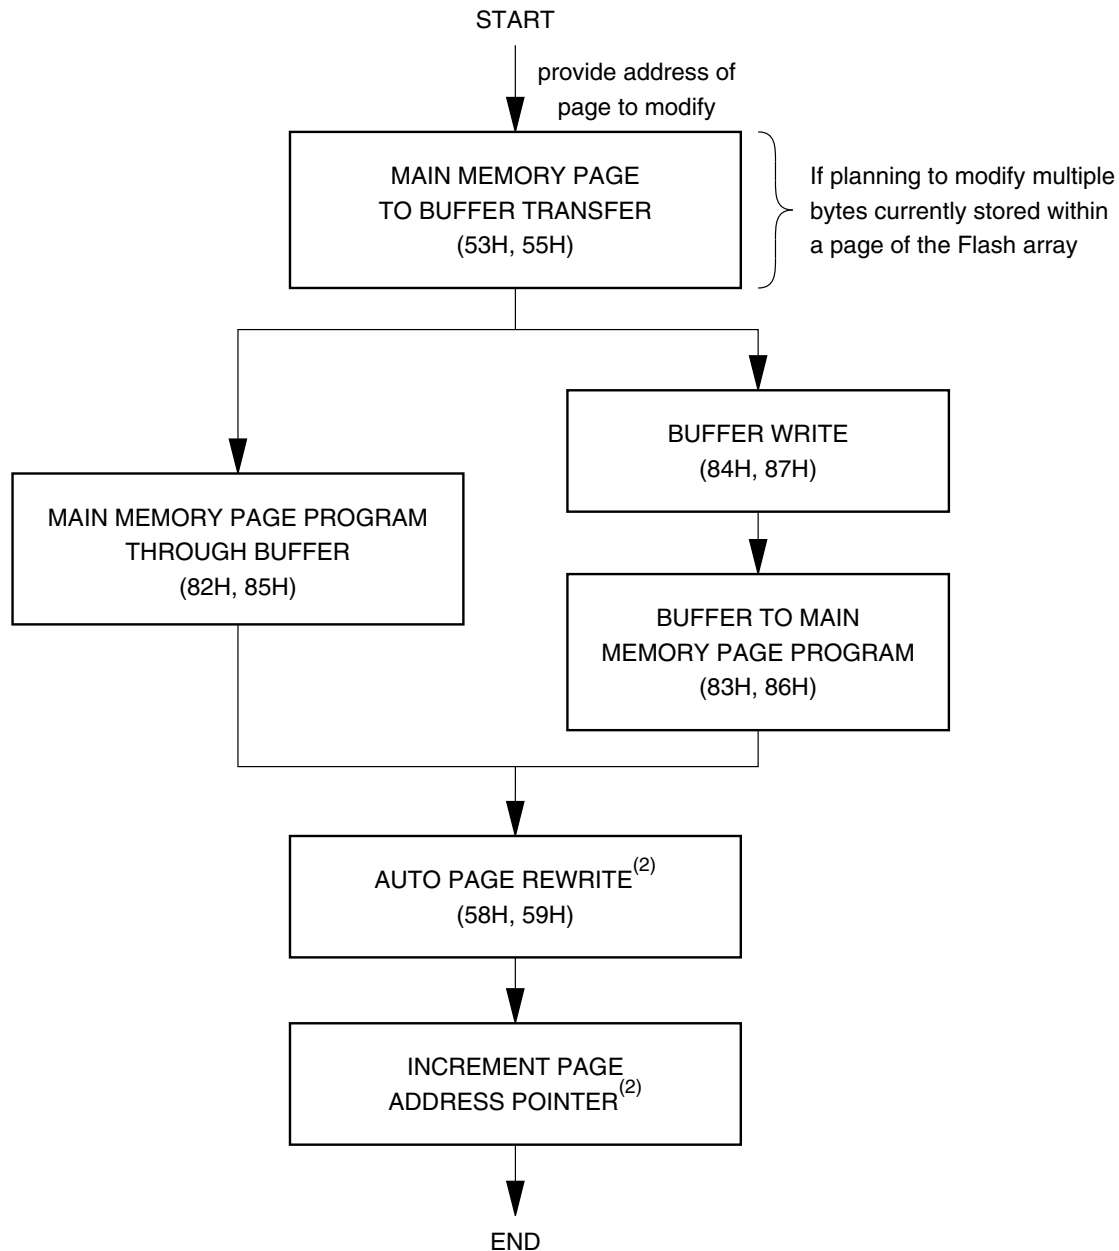 START
provide address of
page to modify
MAIN MEMORY PAGE
TO BUFFER TRANSFER
(53H, 55H)
If planning to modify multiple
bytes currently stored within
a page of the Flash array
BUFFER WRITE
(84H, 87H)
MAIN MEMORY PAGE PROGRAM
THROUGH BUFFER
(82H, 85H)
BUFFER TO MAIN
MEMORY PAGE PROGRAM
(83H, 86H)
AUTO PAGE REWRITE(2)
(58H, 59H)
INCREMENT PAGE
ADDRESS POINTER(2)
END